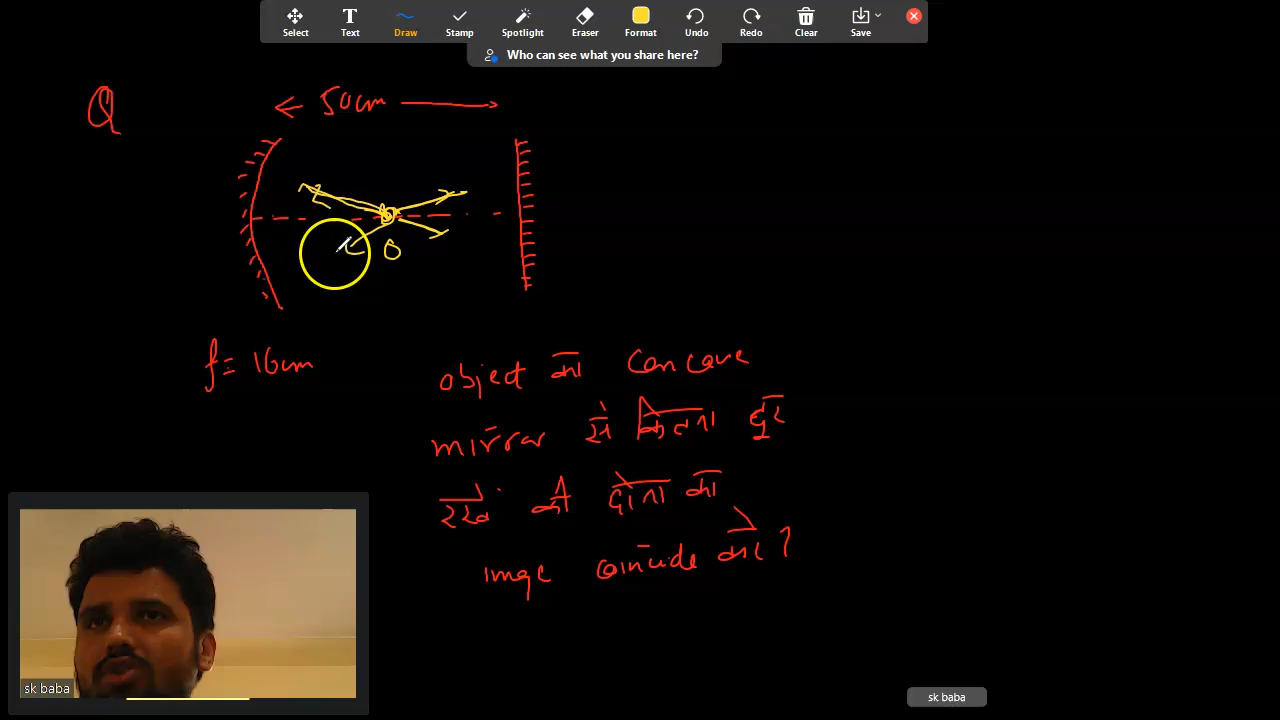 Select Text Draw Stamp Spotlight Eraser Format Undo Redo Clear Save
Who can see what you share here?
Q
50cm
O
f = 16cm
object को Concave
mirror से कितना दूर
रखे की दोनो का
image coincide करे ?
sk baba
sk baba